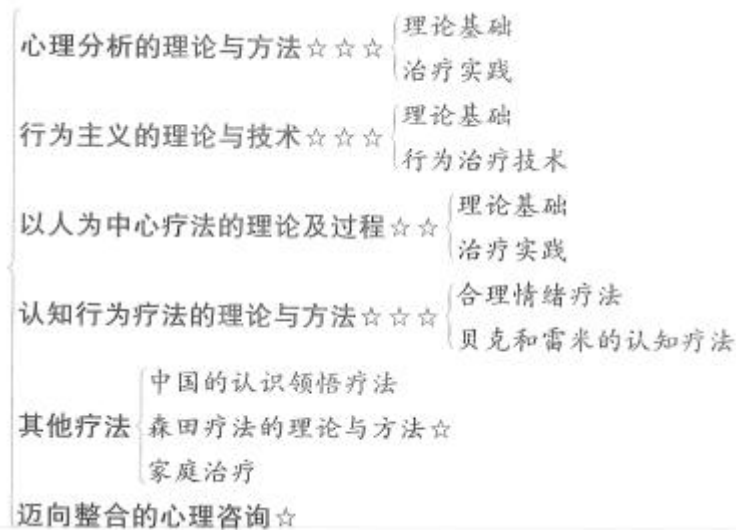 心理分析的理论与方法☆☆☆
理论基础
治疗实践
行为主义的理论与技术☆☆☆
理论基础
行为治疗技术
以人为中心疗法的理论及过程☆☆
理论基础
治疗实践
认知行为疗法的理论与方法☆☆☆
合理情绪疗法
贝克和雷米的认知疗法
其他疗法
中国的认识领悟疗法
森田疗法的理论与方法☆
家庭治疗
迈向整合的心理咨询☆